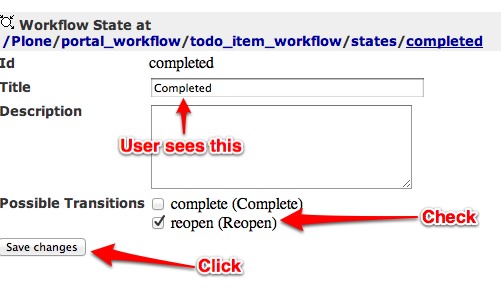 Workflow State at
/Plone/portal_workflow/todo_item_workflow/states/completed
Id completed
Title Completed
Description
User sees this
Possible Transitions complete (Complete)
reopen (Reopen)
Check
Save changes
Click